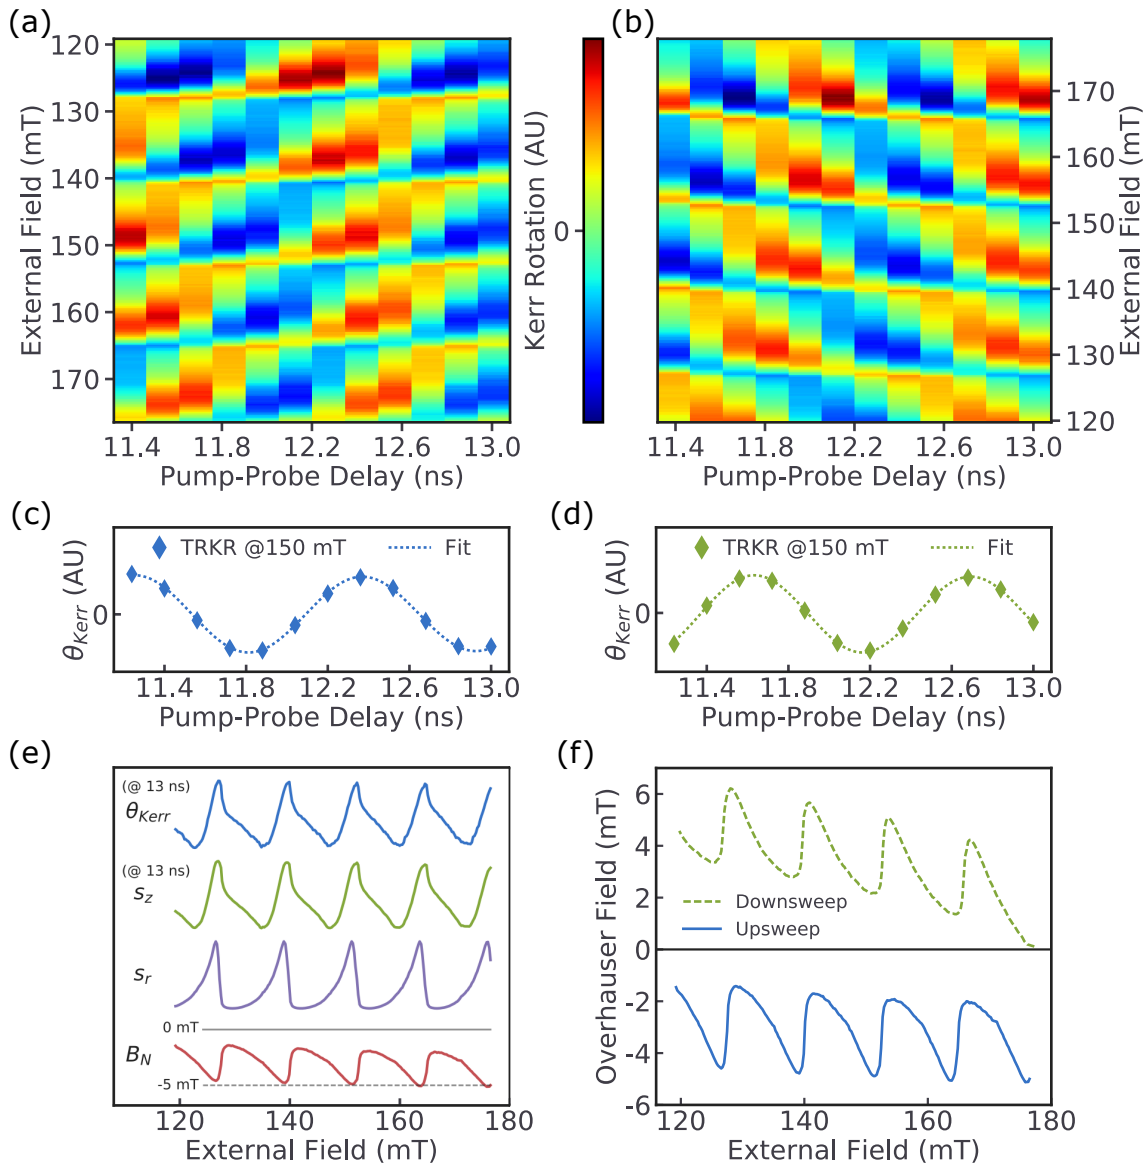 (a)
120
130
140
150
160
170
External Field (mT)
11.4 11.8 12.2 12.6 13.0
Pump-Probe Delay (ns)
0
Kerr Rotation (AU)
(b)
170
160
150
140
130
120
External Field (mT)
11.4 11.8 12.2 12.6 13.0
Pump-Probe Delay (ns)
(c)
TRKR @150 mT Fit
θKerr (AU)
0
11.4 11.8 12.2 12.6 13.0
Pump-Probe Delay (ns)
(d)
TRKR @150 mT Fit
θKerr (AU)
0
11.4 11.8 12.2 12.6 13.0
Pump-Probe Delay (ns)
(e)
(@ 13 ns)
θKerr
(@ 13 ns)
sz
sr
0 mT
BN
-5 mT
120 140 160 180
External Field (mT)
(f)
Overhauser Field (mT)
6
4
2
0
-2
-4
-6
Downsweep
Upsweep
120 140 160 180
External Field (mT)